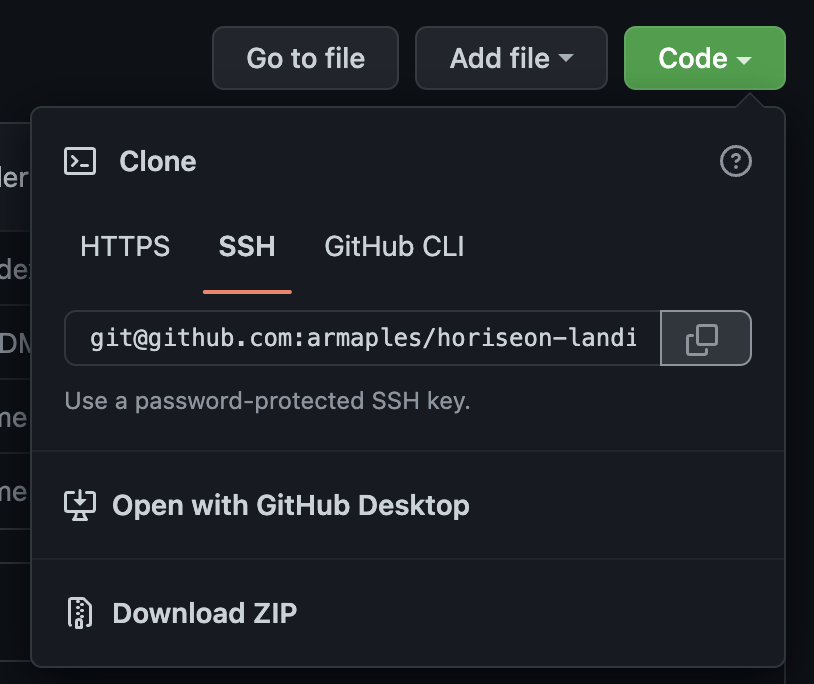 Go to file
Add file
Code
Clone
HTTPS
SSH
GitHub CLI
git@github.com:armaples/horiseon-landi
Use a password-protected SSH key.
Open with GitHub Desktop
Download ZIP